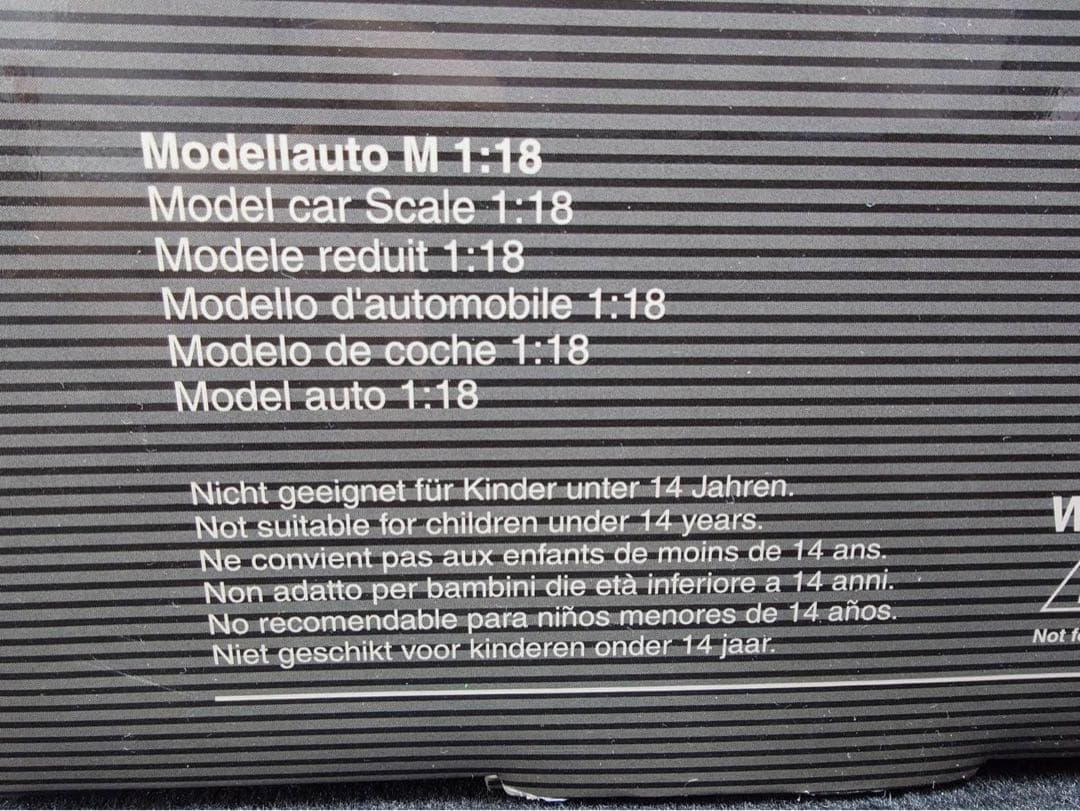 Modellauto M 1:18
Model car Scale 1:18
Modele reduit 1:18
Modello d'automobile 1:18
Modelo de coche 1:18
Model auto 1:18
Nicht geeignet für Kinder unter 14 Jahren.
Not suitable for children under 14 years.
Ne convient pas aux enfants de moins de 14 ans.
Non adatto per bambini die età inferiore a 14 anni.
No recomendable para niños menores de 14 años.
Niet geschikt voor kinderen onder 14 jaar.
Not